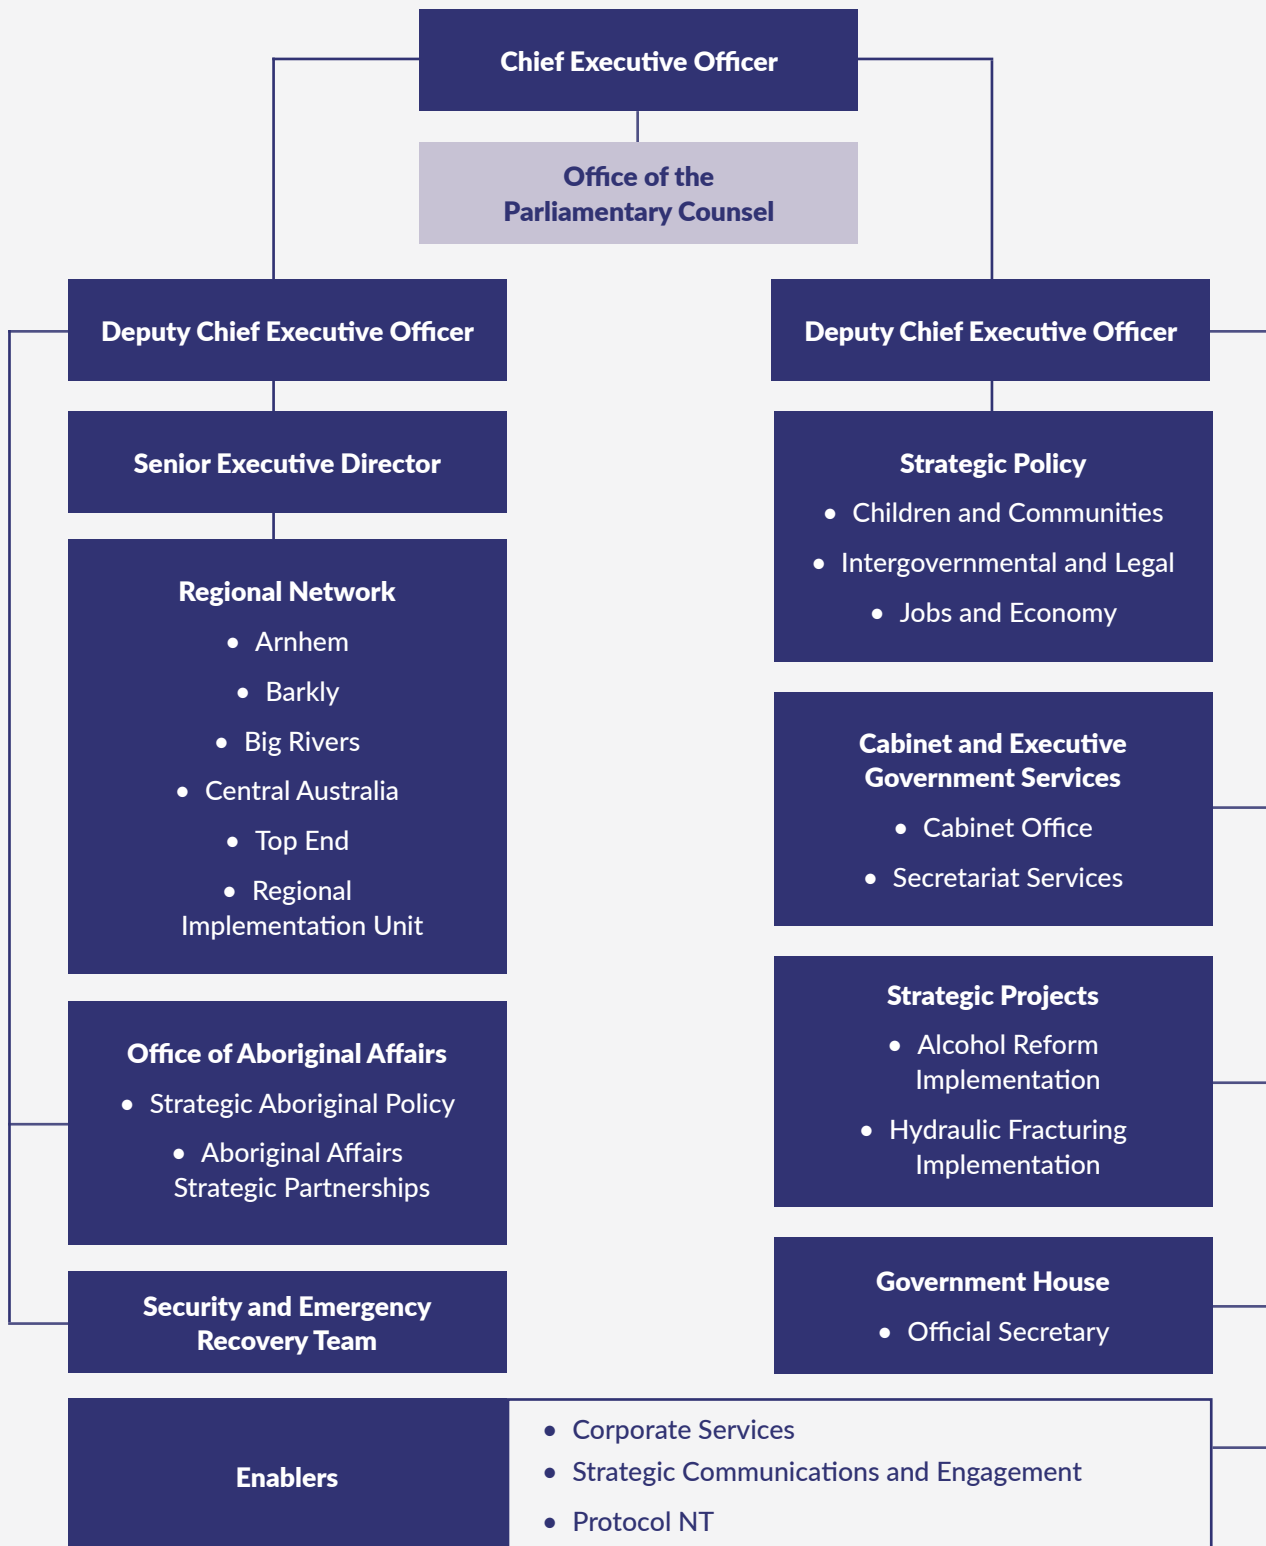 Chief Executive Officer
Office of the
Parliamentary Counsel
Deputy Chief Executive Officer
Senior Executive Director
Regional Network
• Arnhem
• Barkly
• Big Rivers
• Central Australia
• Top End
• Regional
Implementation Unit
Office of Aboriginal Affairs
• Strategic Aboriginal Policy
• Aboriginal Affairs
Strategic Partnerships
Security and Emergency
Recovery Team
Deputy Chief Executive Officer
Strategic Policy
• Children and Communities
• Intergovernmental and Legal
• Jobs and Economy
Cabinet and Executive
Government Services
• Cabinet Office
• Secretariat Services
Strategic Projects
• Alcohol Reform
Implementation
• Hydraulic Fracturing
Implementation
Government House
• Official Secretary
Enablers
• Corporate Services
• Strategic Communications and Engagement
• Protocol NT